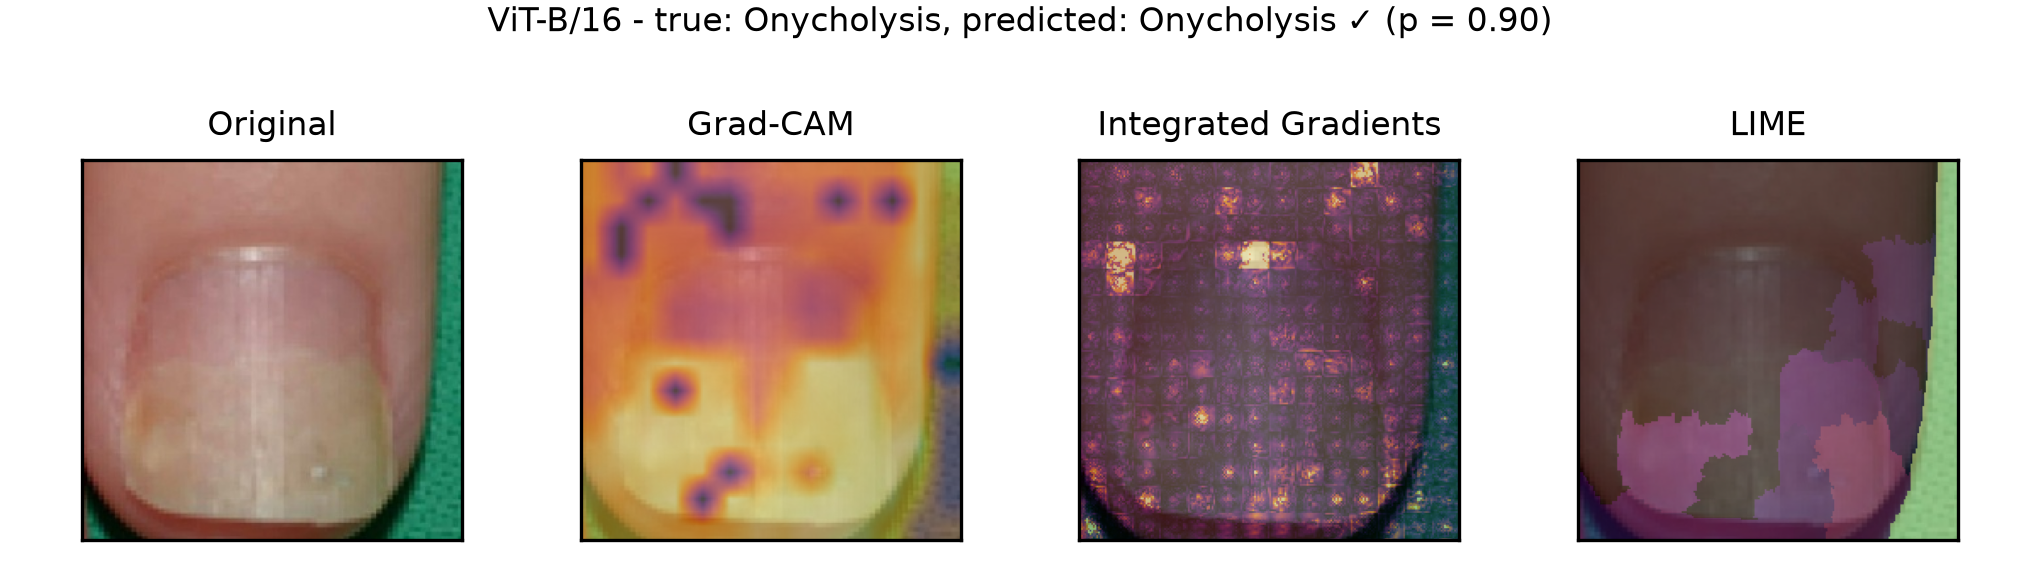 ViT-B/16 - true: Onycholysis, predicted: Onycholysis ✓ (p = 0.90)
Original
Grad-CAM
Integrated Gradients
LIME